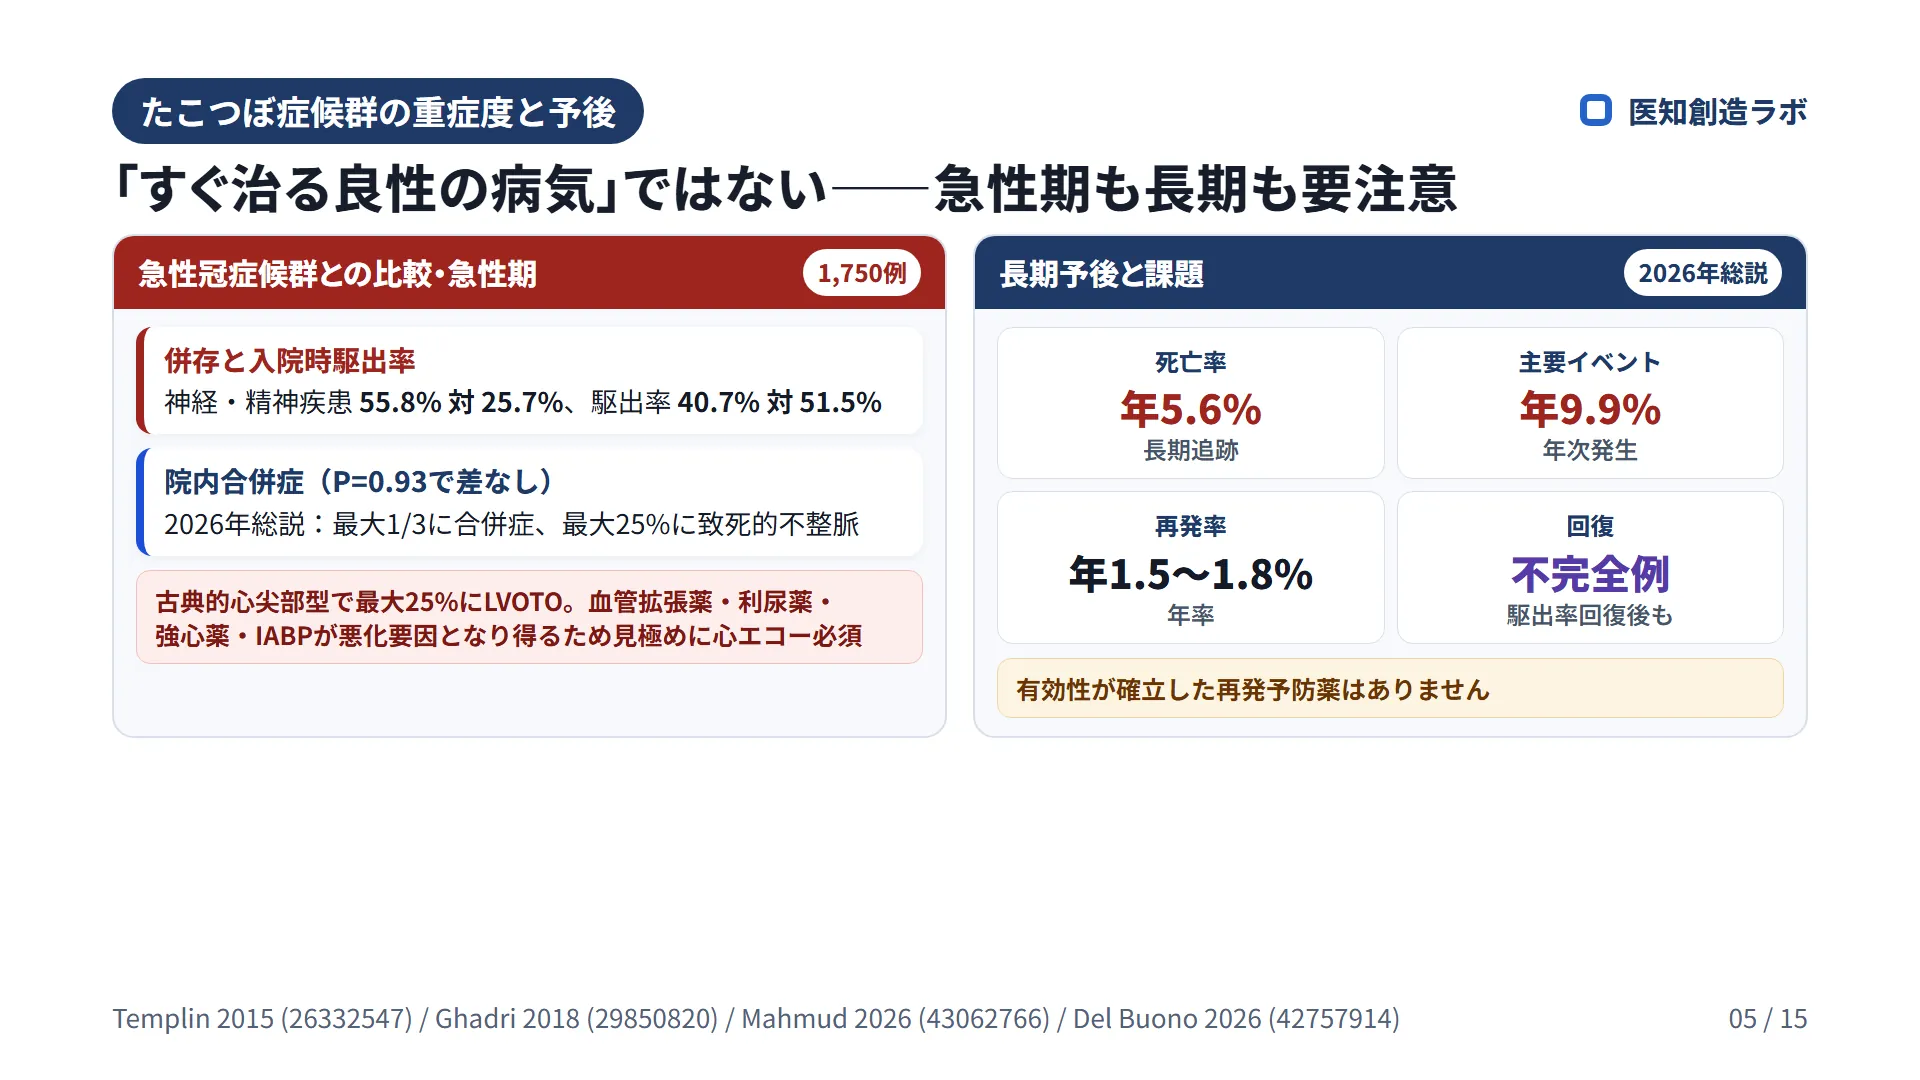 たこつぼ症候群の重症度と予後
医知創造ラボ
「すぐ治る良性の病気」ではない――急性期も長期も要注意
急性冠症候群との比較・急性期
1,750例
併存と入院時駆出率
神経・精神疾患 55.8% 対 25.7%、駆出率 40.7% 対 51.5%
院内合併症（P=0.93で差なし）
2026年総説：最大1/3に合併症、最大25%に致死的不整脈
古典的心尖部型で最大25%にLVOTO。血管拡張薬・利尿薬・
強心薬・IABPが悪化要因となり得るため見極めに心エコー必須
長期予後と課題
2026年総説
死亡率
年5.6%
長期追跡
主要イベント
年9.9%
年次発生
再発率
年1.5〜1.8%
年率
回復
不完全例
駆出率回復後も
有効性が確立した再発予防薬はありません
Templin 2015 (26332547) / Ghadri 2018 (29850820) / Mahmud 2026 (43062766) / Del Buono 2026 (42757914)
05 / 15